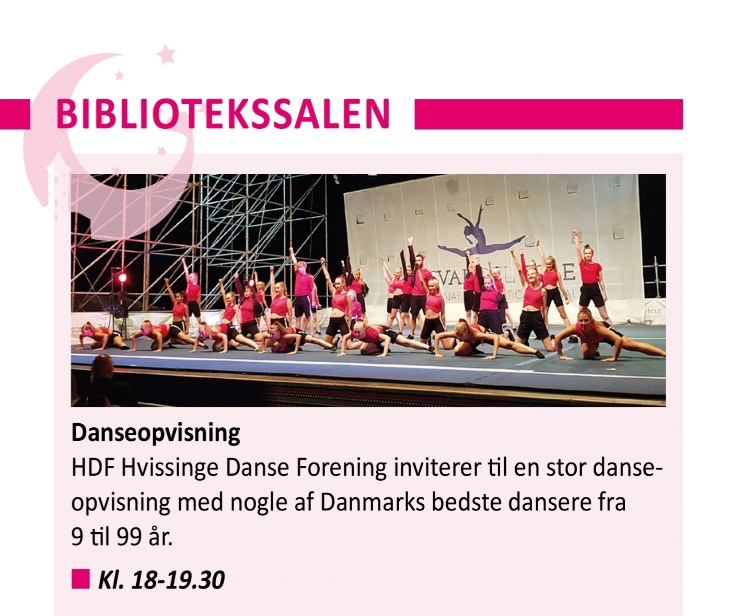 BIBLIOTEKSSALEN
Danseopvisning
HDF Hvissinge Danse Forening inviterer til en stor danse-
opvisning med nogle af Danmarks bedste dansere fra
9 til 99 år.
Kl. 18-19.30